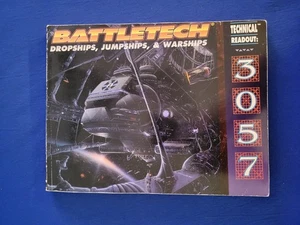 BATTLETECH
DROPSHIPS, JUMPSHIPS, & WARSHIPS
TECHNICAL
READOUT:
3
0
5
7